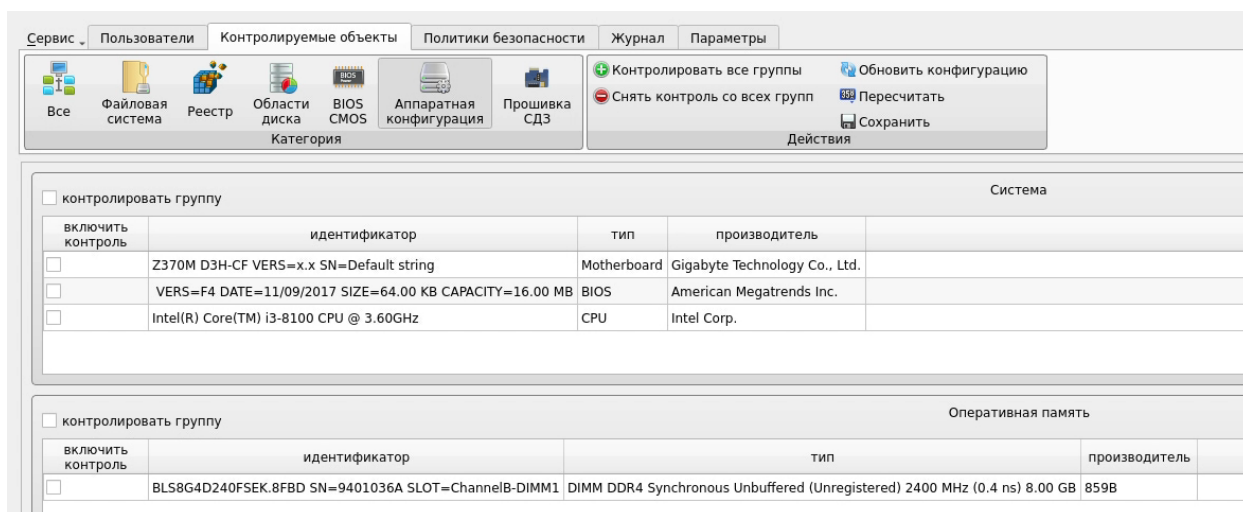 Сервис Пользователи Контролируемые объекты Политики безопасности Журнал Параметры
Все
Файловая система
Реестр
Области диска
BIOS CMOS
Аппаратная конфигурация
Прошивка СДЗ
Категория
Контролировать все группы
Снять контроль со всех групп
Обновить конфигурацию
359 Пересчитать
Сохранить
Действия
контролировать группу Система
включить контроль идентификатор тип производитель
Z370M D3H-CF VERS=x.x SN=Default string Motherboard Gigabyte Technology Co., Ltd.
VERS=F4 DATE=11/09/2017 SIZE=64.00 KB CAPACITY=16.00 MB BIOS American Megatrends Inc.
Intel(R) Core(TM) i3-8100 CPU @ 3.60GHz CPU Intel Corp.
контролировать группу Оперативная память
включить контроль идентификатор тип производитель
BLS8G4D240FSEK.8FBD SN=9401036A SLOT=ChannelB-DIMM1 DIMM DDR4 Synchronous Unbuffered (Unregistered) 2400 MHz (0.4 ns) 8.00 GB 859B